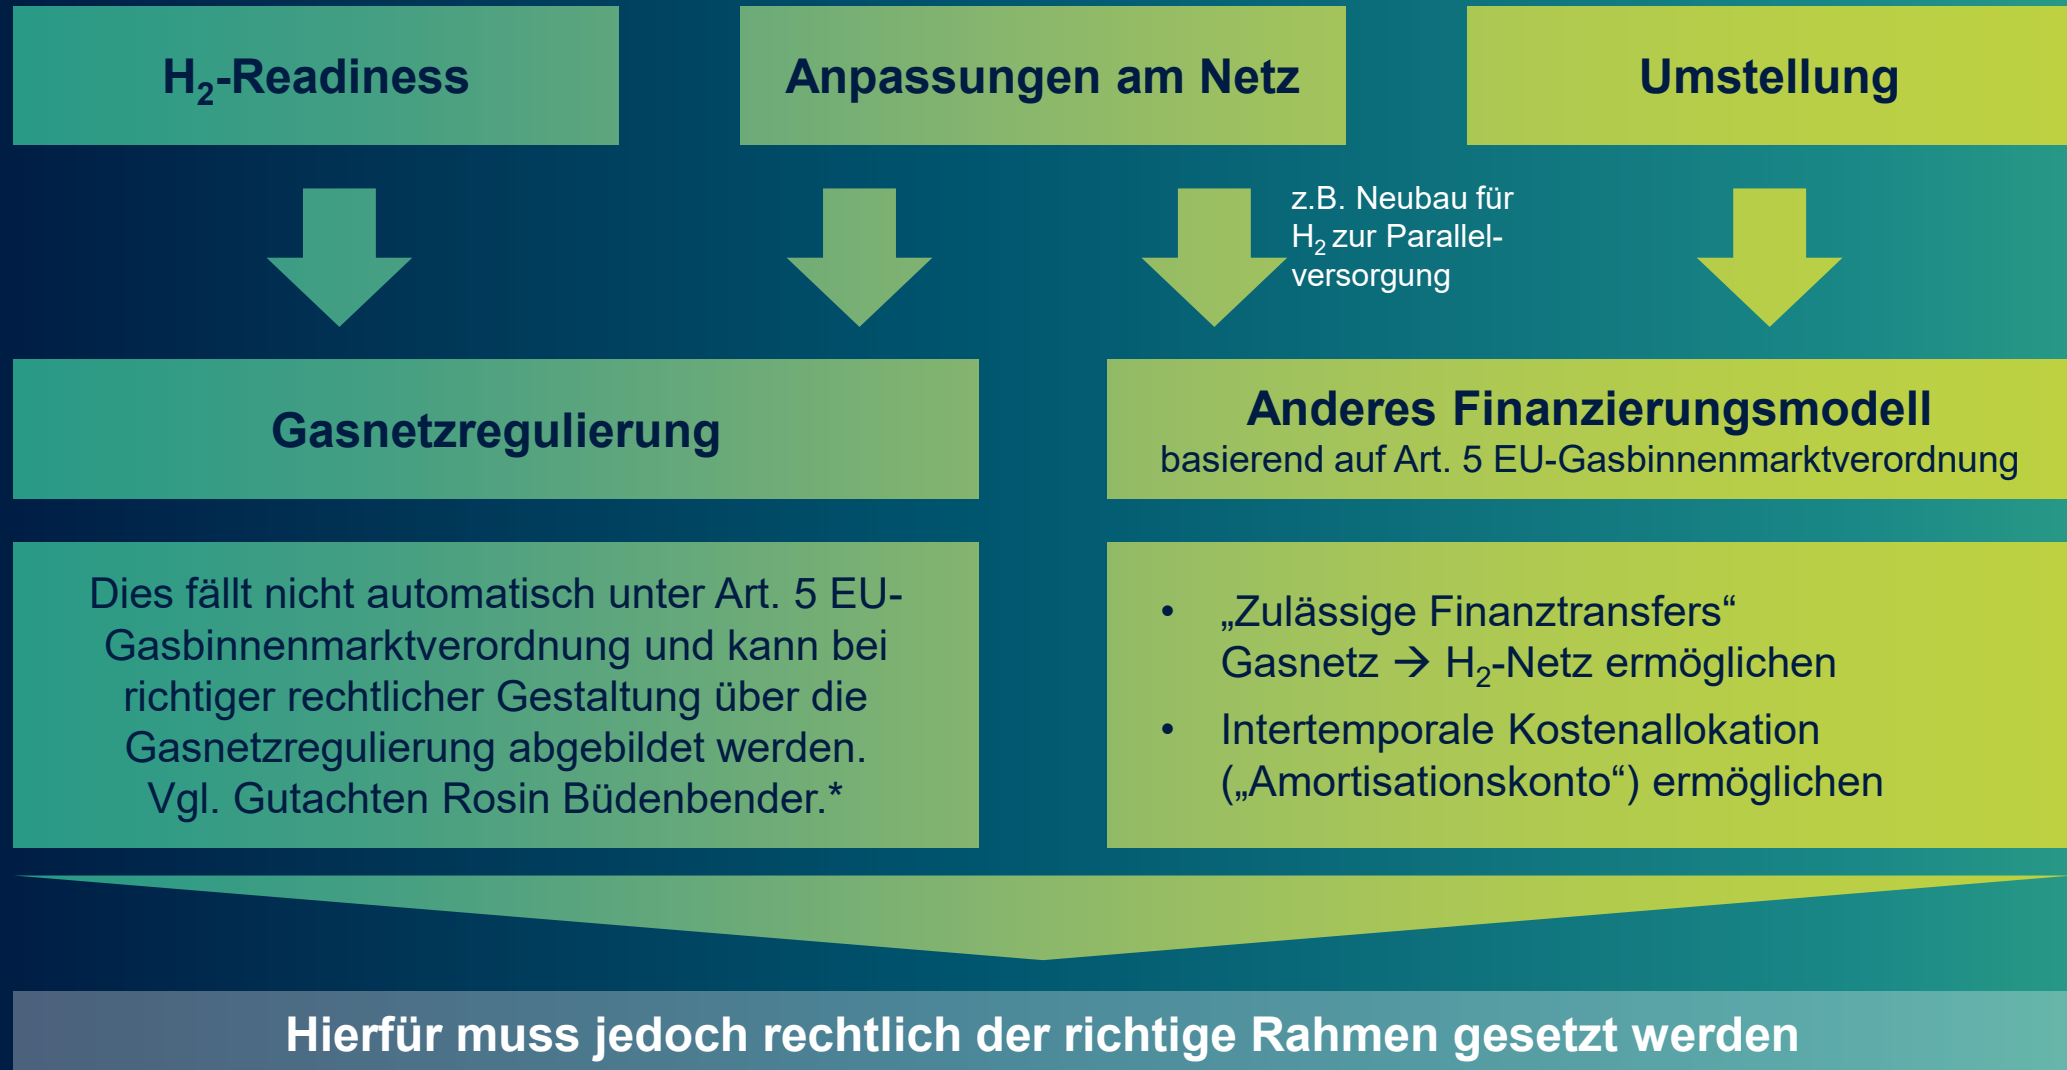 H₂-Readiness
Anpassungen am Netz
Umstellung
z.B. Neubau für
H₂ zur Parallel-
versorgung
Gasnetzregulierung
Anderes Finanzierungsmodell
basierend auf Art. 5 EU-Gasbinnenmarktverordnung
Dies fällt nicht automatisch unter Art. 5 EU-
Gasbinnenmarktverordnung und kann bei
richtiger rechtlicher Gestaltung über die
Gasnetzregulierung abgebildet werden.
Vgl. Gutachten Rosin Büdenbender.*
• „Zulässige Finanztransfers“
Gasnetz → H₂-Netz ermöglichen
• Intertemporale Kostenallokation
(„Amortisationskonto“) ermöglichen
Hierfür muss jedoch rechtlich der richtige Rahmen gesetzt werden